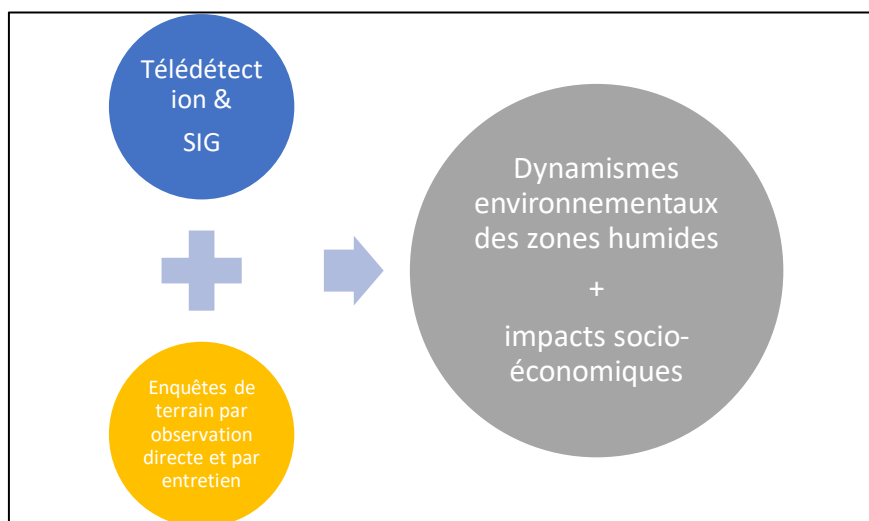 Télédétect
ion &
SIG
Enquêtes de
terrain par
observation
directe et par
entretien
Dynamismes
environnementaux
des zones humides
+
impacts socio-
économiques